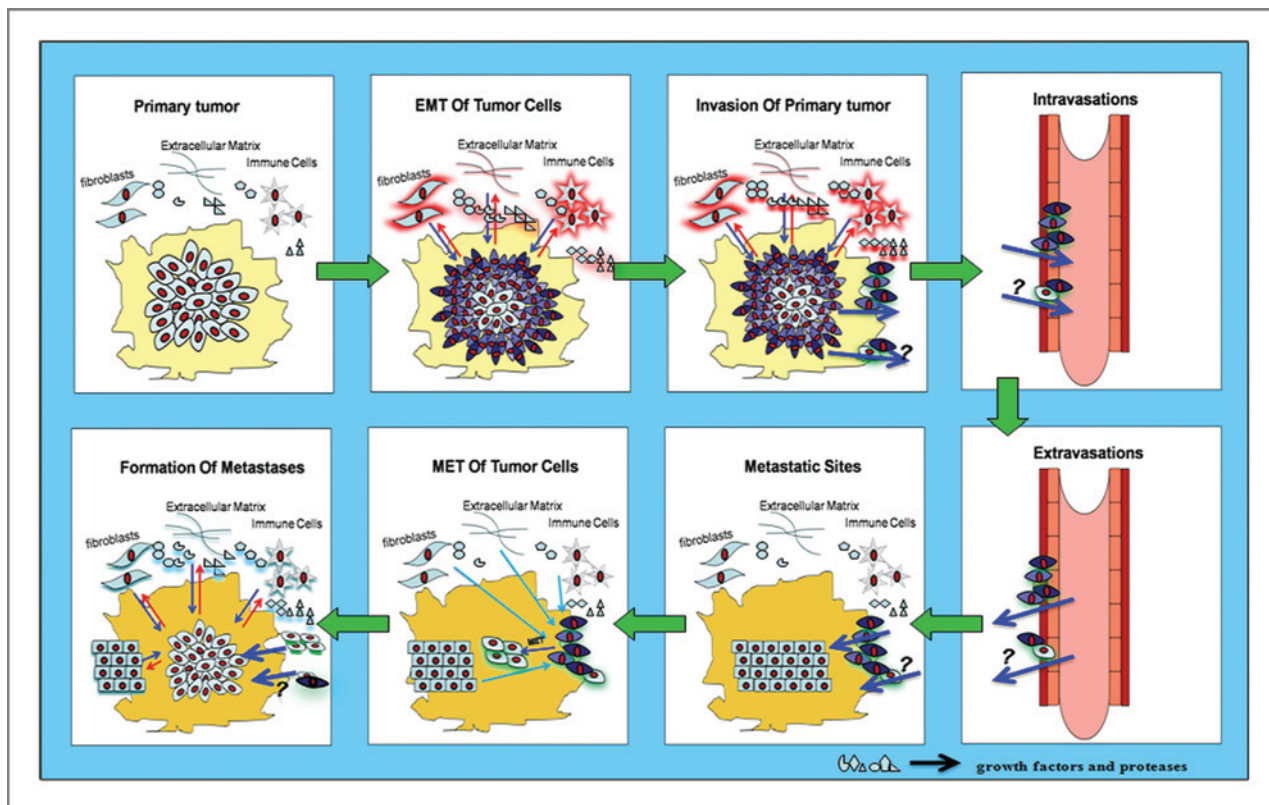 Primary tumor
Extracellular Matrix
Immune Cells
fibroblasts
EMT Of Tumor Cells
Extracellular Matrix
Immune Cells
fibroblasts
Invasion Of Primary tumor
Extracellular Matrix
Immune Cells
fibroblasts
?
Intravasations
?
Extravasations
?
Metastatic Sites
Extracellular Matrix
Immune Cells
fibroblasts
?
MET Of Tumor Cells
Extracellular Matrix
Immune Cells
fibroblasts
MET
Formation Of Metastases
Extracellular Matrix
Immune Cells
fibroblasts
?
growth factors and proteases